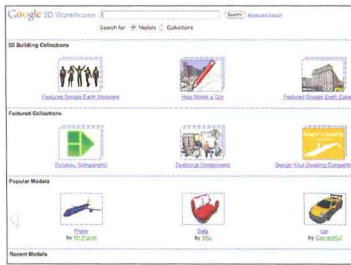 Google 3D Warehouse
Search
Advanced Search
Search for Models Collections
3D Building Collections
Featured Google Earth Modelers
Help Model a City
Featured Google Earth
Featured Collections
Dynamic Components
Components
Design Your Dwelling
Popular Models
Plane
Sofa
car
by
by
by
Recent Models